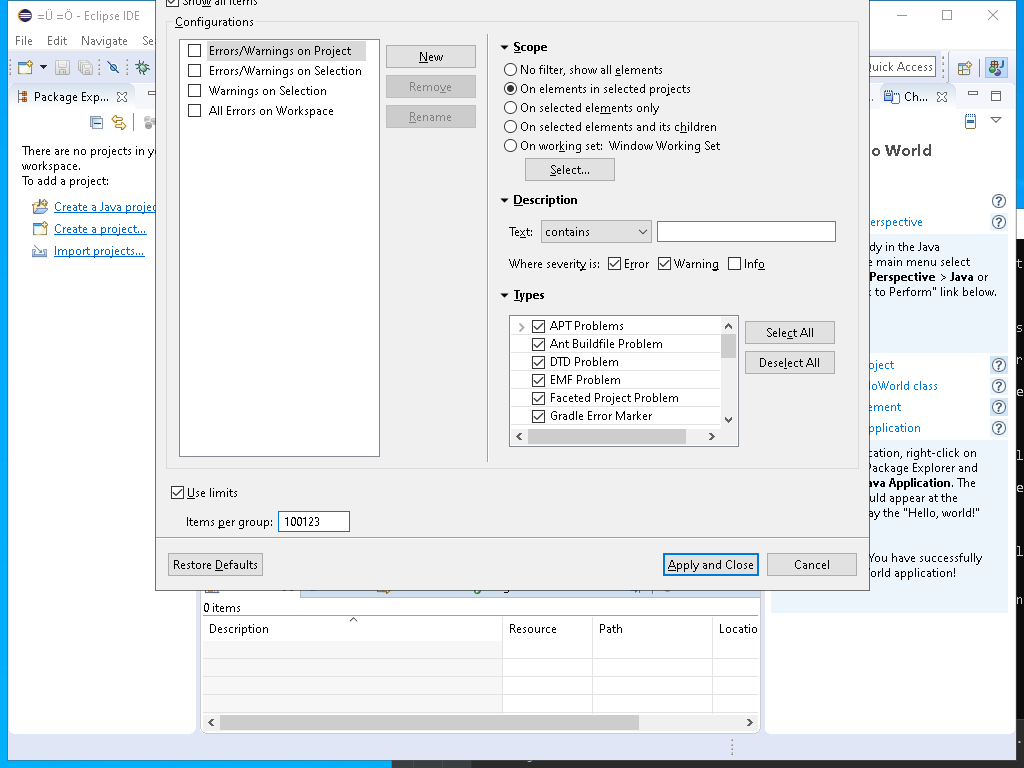 =Ü =Ö - Eclipse IDE
Show all items
File Edit Navigate Se
Quick Access
Package Exp...
Ch...
There are no projects in
workspace.
To add a project:
Create a Java projec
Create a project...
Import projects...
Configurations
Errors/Warnings on Project
Errors/Warnings on Selection
Warnings on Selection
All Errors on Workspace
New
Remove
Rename
Scope
No filter, show all elements
On elements in selected projects
On selected elements only
On selected elements and its children
On working set: Window Working Set
Select...
Description
Text: contains
Where severity is: Error Warning Info
Types
APT Problems
Ant Buildfile Problem
DTD Problem
EMF Problem
Faceted Project Problem
Gradle Error Marker
Select All
Deselect All
Use limits
Items per group: 100123
Restore Defaults
Apply and Close
Cancel
o World
erspective
dy in the Java
e main menu select
Perspective > Java or
to Perform" link below.
oject
oWorld class
ement
pplication
cation, right-click on
Package Explorer and
ava Application. The
uld appear at the
ay the "Hello, world!"
You have successfully
orld application!
0 items
Description Resource Path Locatio